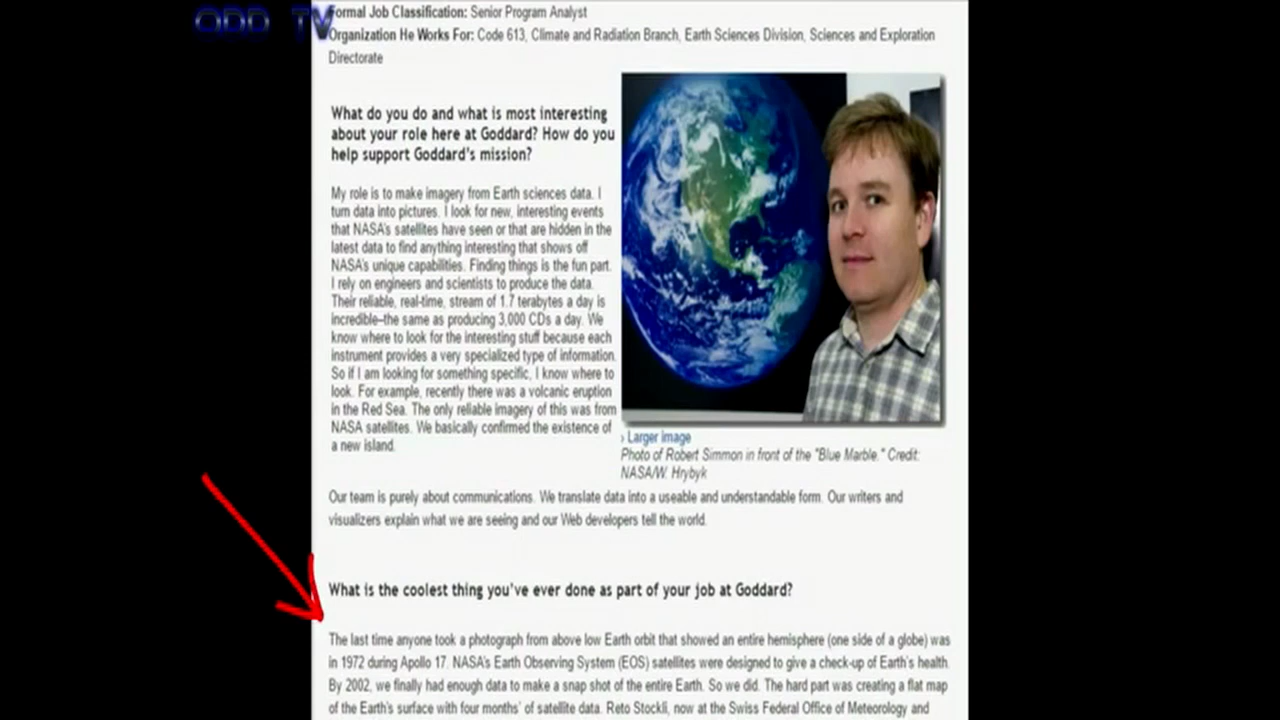 ODD TV
Formal Job Classification: Senior Program Analyst
Organization He Works For: Code 613, Climate and Radiation Branch, Earth Sciences Division, Sciences and Exploration
Directorate
What do you do and what is most interesting
about your role here at Goddard? How do you
help support Goddard's mission?
My role is to make imagery from Earth sciences data. I
turn data into pictures. I look for new, interesting events
that NASA's satellites have seen or that are hidden in the
latest data to find anything interesting that shows off
NASA's unique capabilities. Finding things is the fun part.
I rely on engineers and scientists to produce the data.
Their reliable, real-time, stream of 1.7 terabytes a day is
incredible–the same as producing 3,000 CDs a day. We
know where to look for the interesting stuff because each
instrument provides a very specialized type of information.
So if I am looking for something specific, I know where to
look. For example, recently there was a volcanic eruption
in the Red Sea. The only reliable imagery of this was from
NASA satellites. We basically confirmed the existence of
a new island.
› Larger image
Photo of Robert Simmon in front of the "Blue Marble." Credit:
NASA/W. Hrybyk
Our team is purely about communications. We translate data into a useable and understandable form. Our writers and
visualizers explain what we are seeing and our Web developers tell the world.
What is the coolest thing you've ever done as part of your job at Goddard?
The last time anyone took a photograph from above low Earth orbit that showed an entire hemisphere (one side of a globe) was
in 1972 during Apollo 17. NASA's Earth Observing System (EOS) satellites were designed to give a check-up of Earth's health.
By 2002, we finally had enough data to make a snap shot of the entire Earth. So we did. The hard part was creating a flat map
of the Earth's surface with four months' of satellite data. Reto Stockli, now at the Swiss Federal Office of Meteorology and